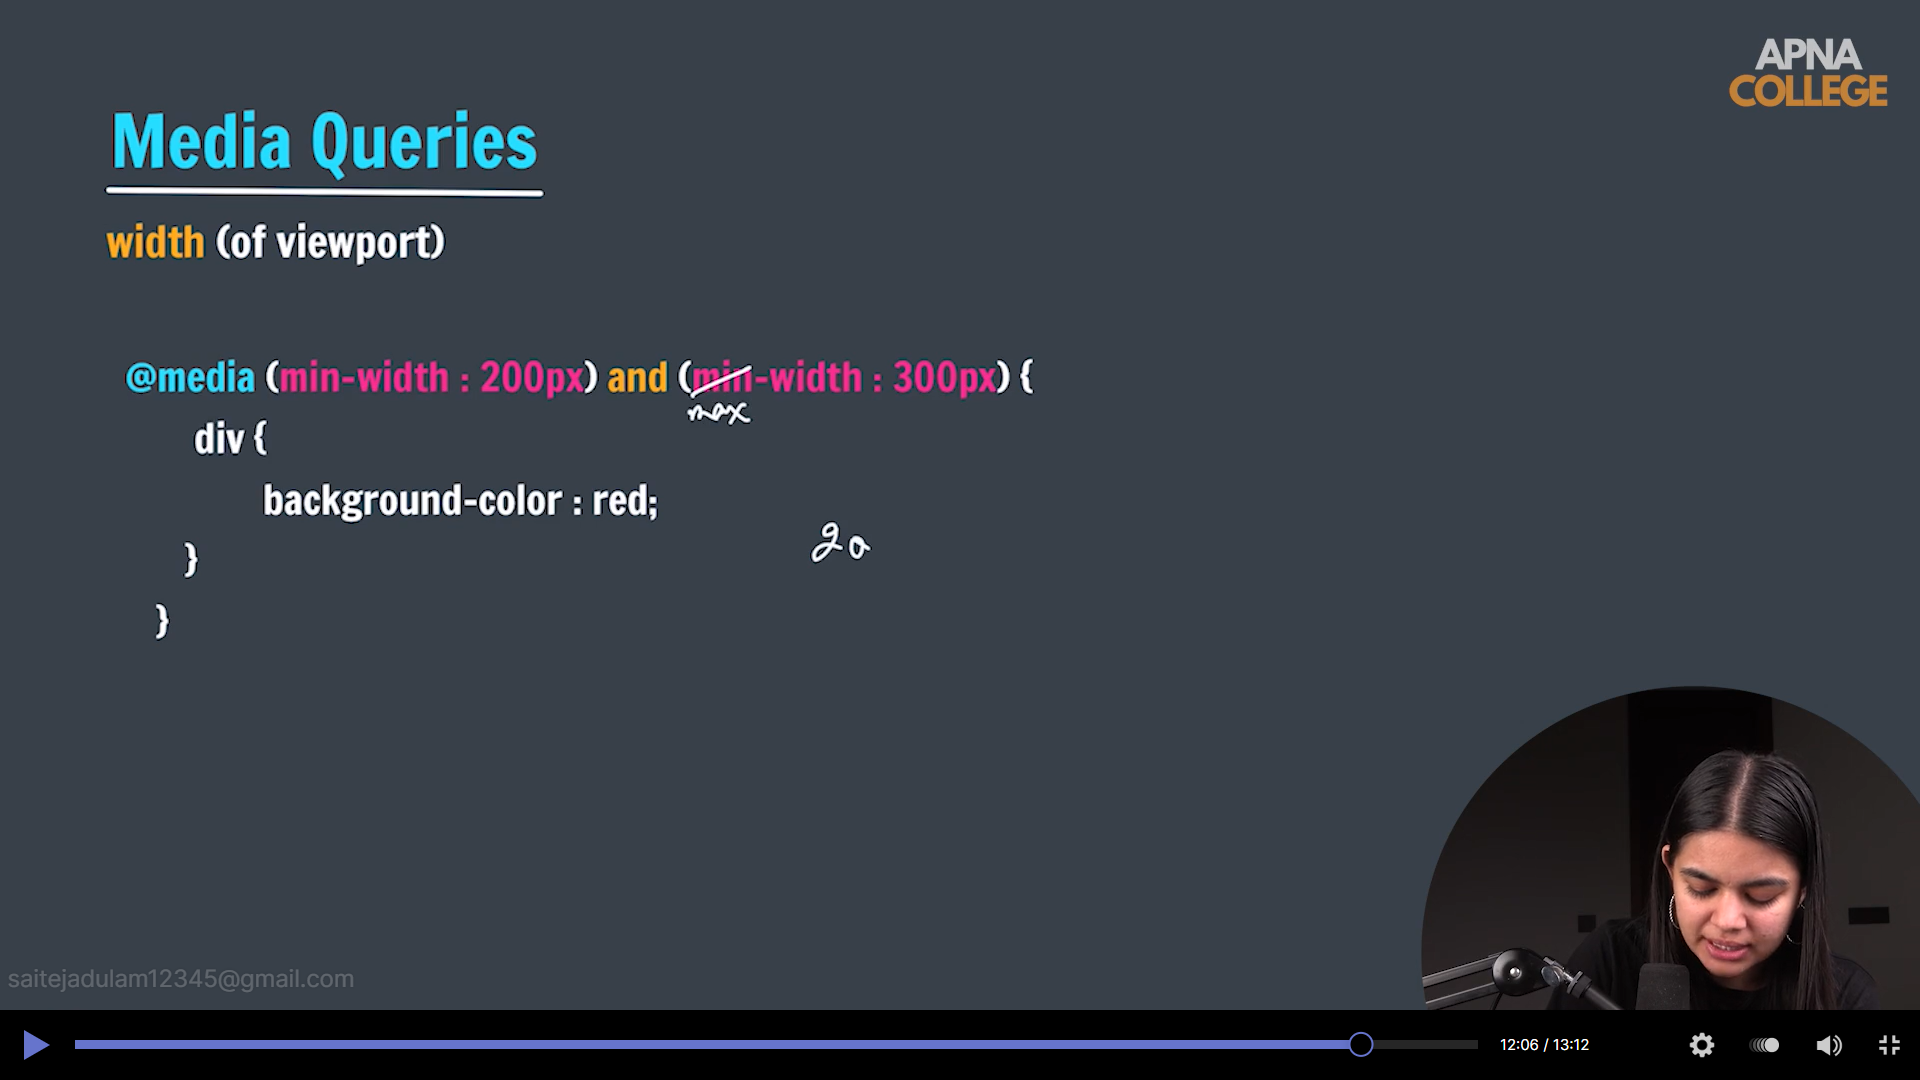 APNA
COLLEGE
Media Queries
width (of viewport)
@media (min-width : 200px) and (min-width : 300px) {
max
div {
background-color : red;
20
}
}
saitejadulam12345@gmail.com
12:06 / 13:12